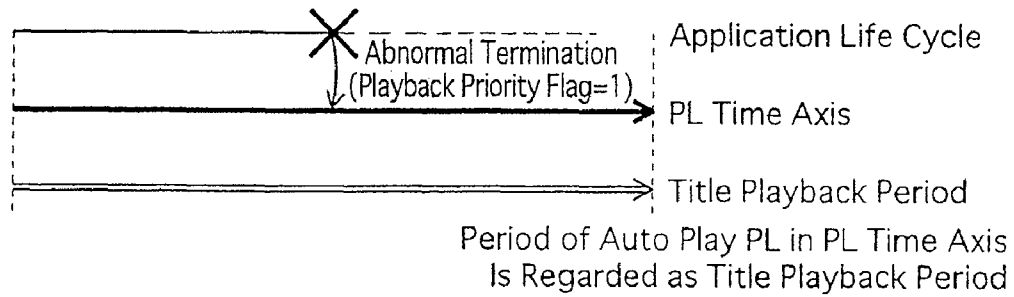 Application Life Cycle
Abnormal Termination
(Playback Priority Flag=1)
PL Time Axis
Title Playback Period
Period of Auto Play PL in PL Time Axis
Is Regarded as Title Playback Period